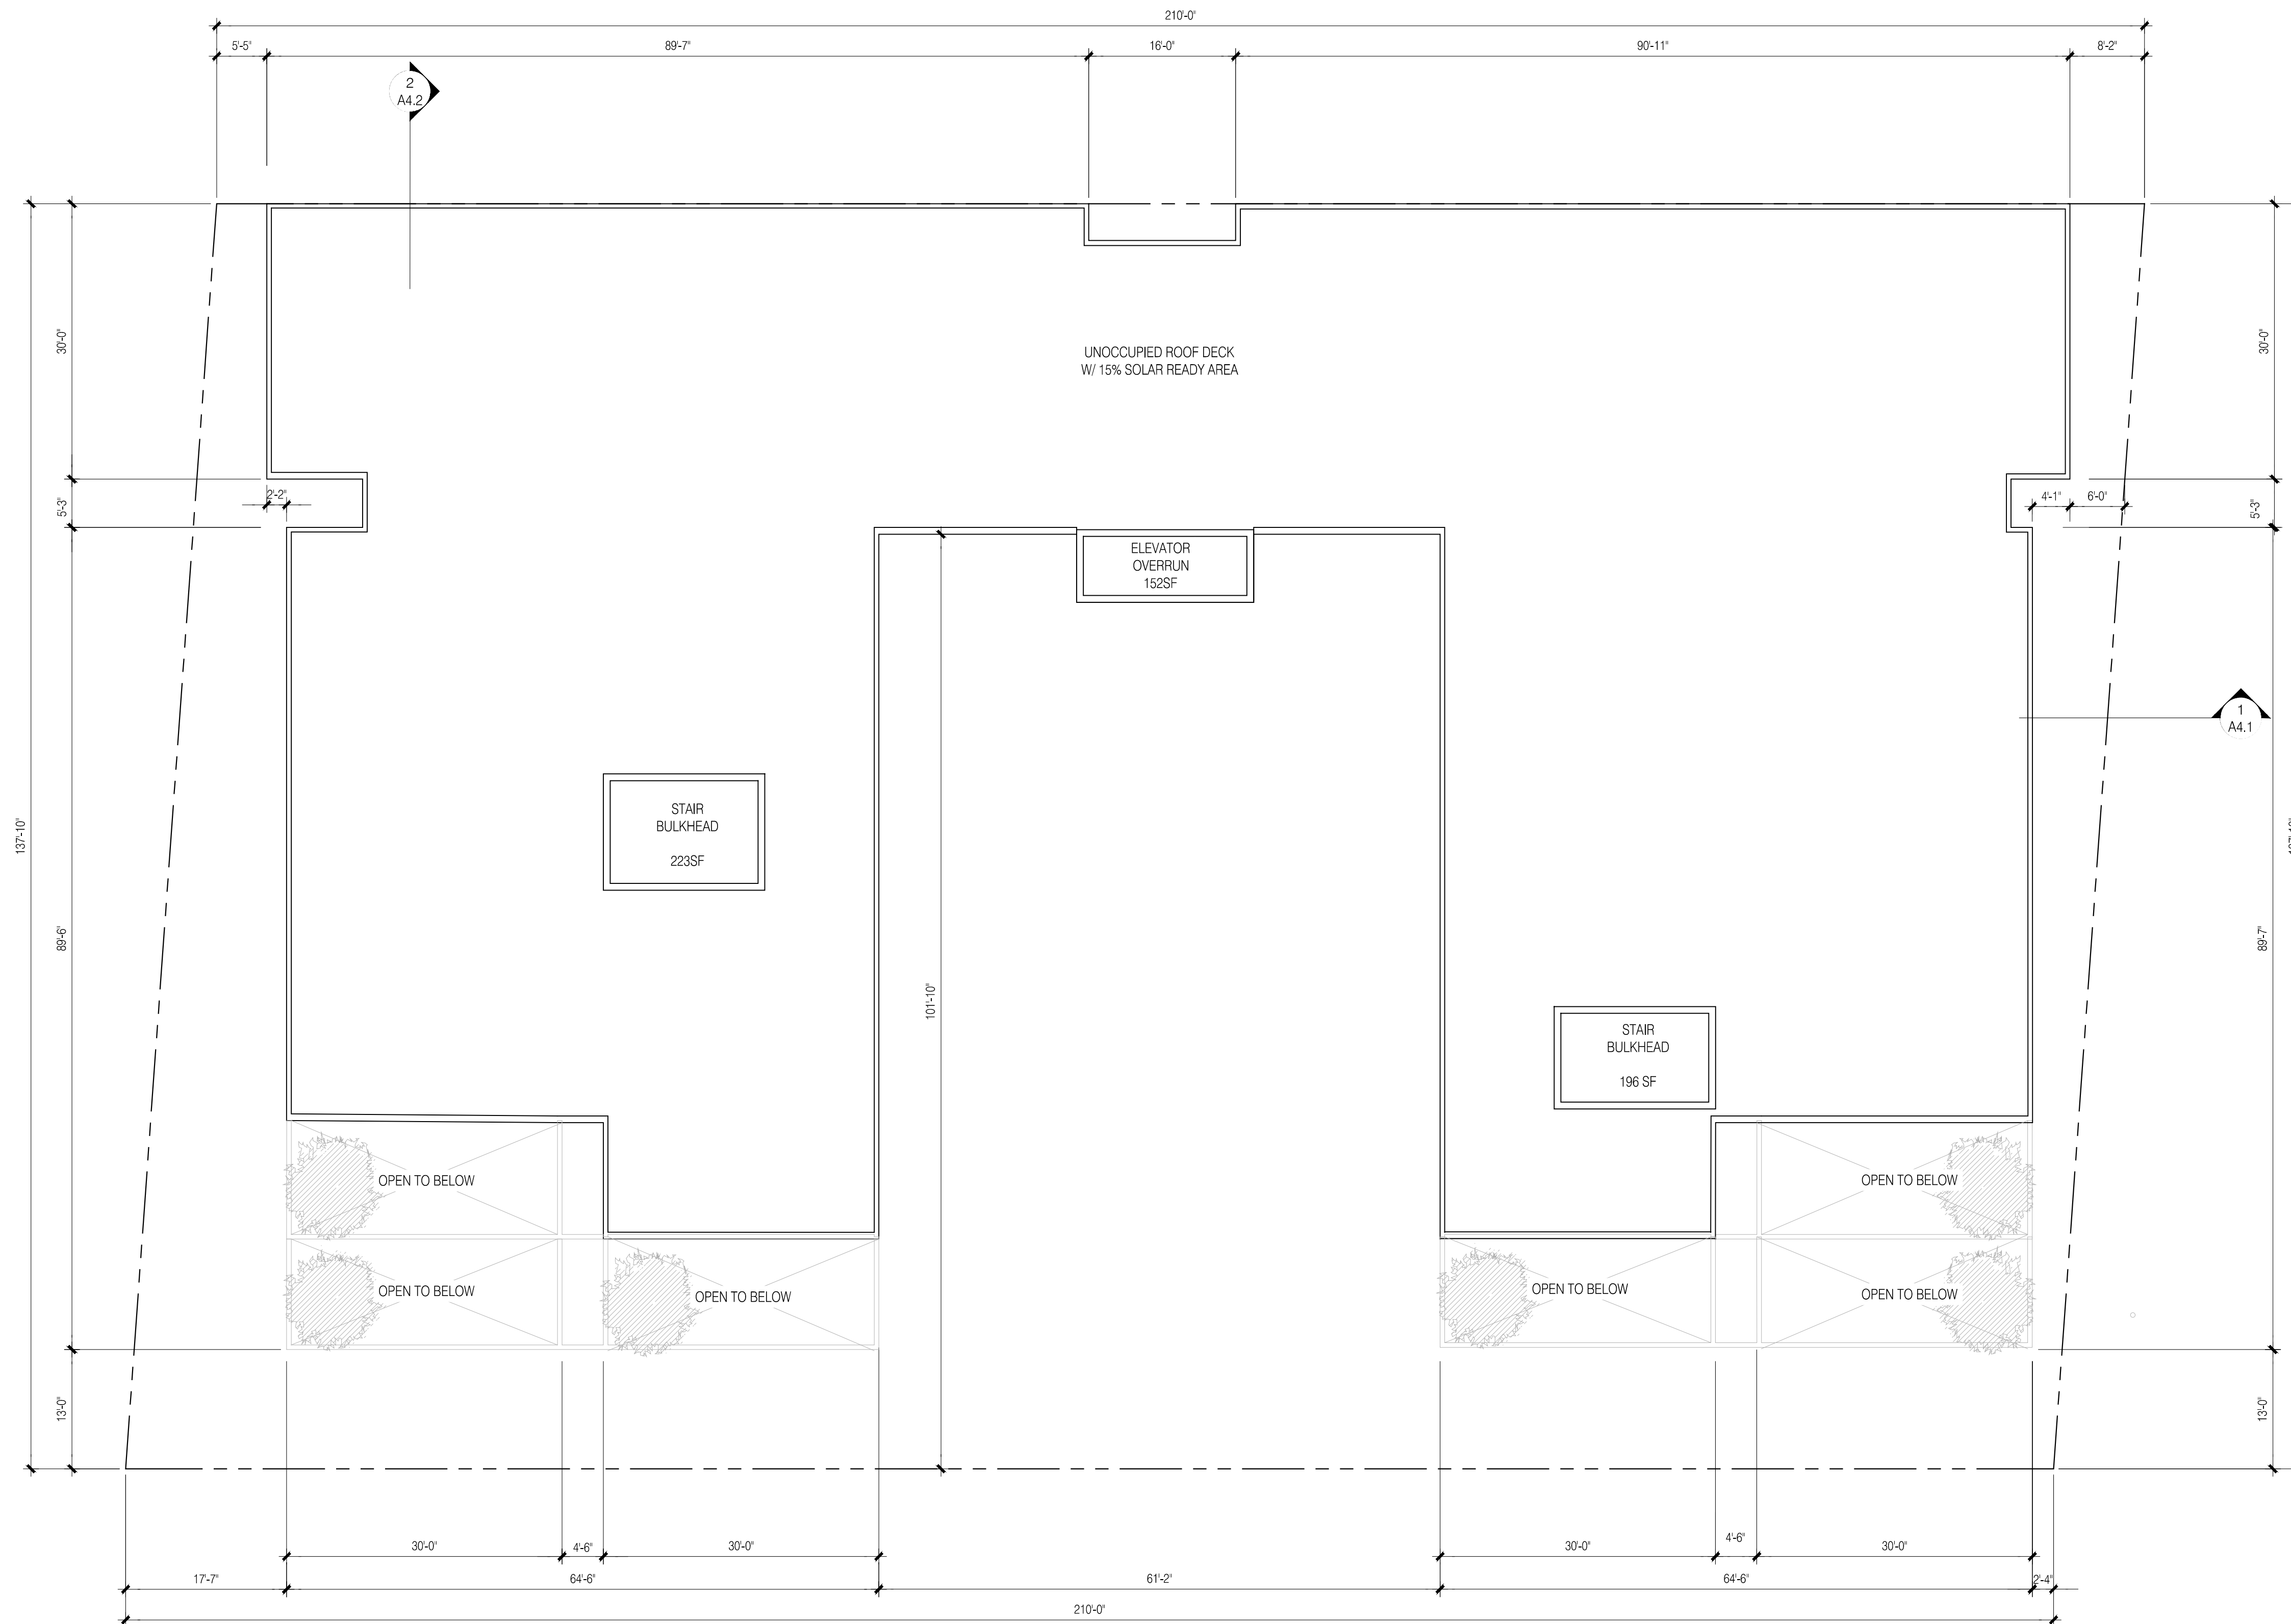 210'-0"
5'-5"
89'-7"
16'-0"
90'-11"
8'-2"
2
A4.2
30'-0"
30'-0"
UNOCCUPIED ROOF DECK
W/ 15% SOLAR READY AREA
2'-2"
5'-3"
4'-1"
6'-0"
5'-3"
ELEVATOR
OVERRUN
152SF
1
A4.1
137'-10"
STAIR
BULKHEAD
223SF
89'-6"
101'-10"
89'-7"
STAIR
BULKHEAD
196 SF
OPEN TO BELOW
OPEN TO BELOW
OPEN TO BELOW
OPEN TO BELOW
OPEN TO BELOW
OPEN TO BELOW
13'-0"
13'-0"
30'-0"
4'-6"
30'-0"
30'-0"
4'-6"
30'-0"
17'-7"
64'-6"
61'-2"
64'-6"
2'-4"
210'-0"